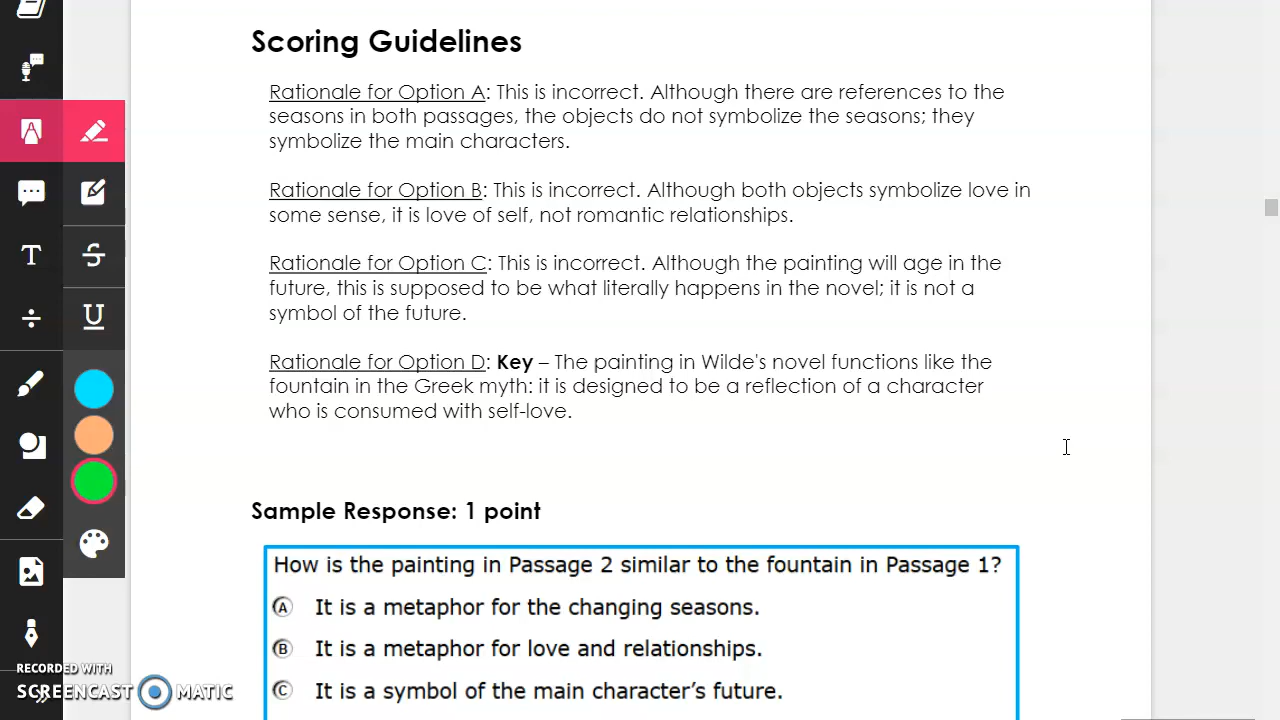 Scoring Guidelines
Rationale for Option A: This is incorrect. Although there are references to the
seasons in both passages, the objects do not symbolize the seasons; they
symbolize the main characters.
Rationale for Option B: This is incorrect. Although both objects symbolize love in
some sense, it is love of self, not romantic relationships.
Rationale for Option C: This is incorrect. Although the painting will age in the
future, this is supposed to be what literally happens in the novel; it is not a
symbol of the future.
Rationale for Option D: Key – The painting in Wilde's novel functions like the
fountain in the Greek myth: it is designed to be a reflection of a character
who is consumed with self-love.
Sample Response: 1 point
How is the painting in Passage 2 similar to the fountain in Passage 1?
A It is a metaphor for the changing seasons.
B It is a metaphor for love and relationships.
C It is a symbol of the main character's future.
RECORDED WITH
SCREENCAST MATIC